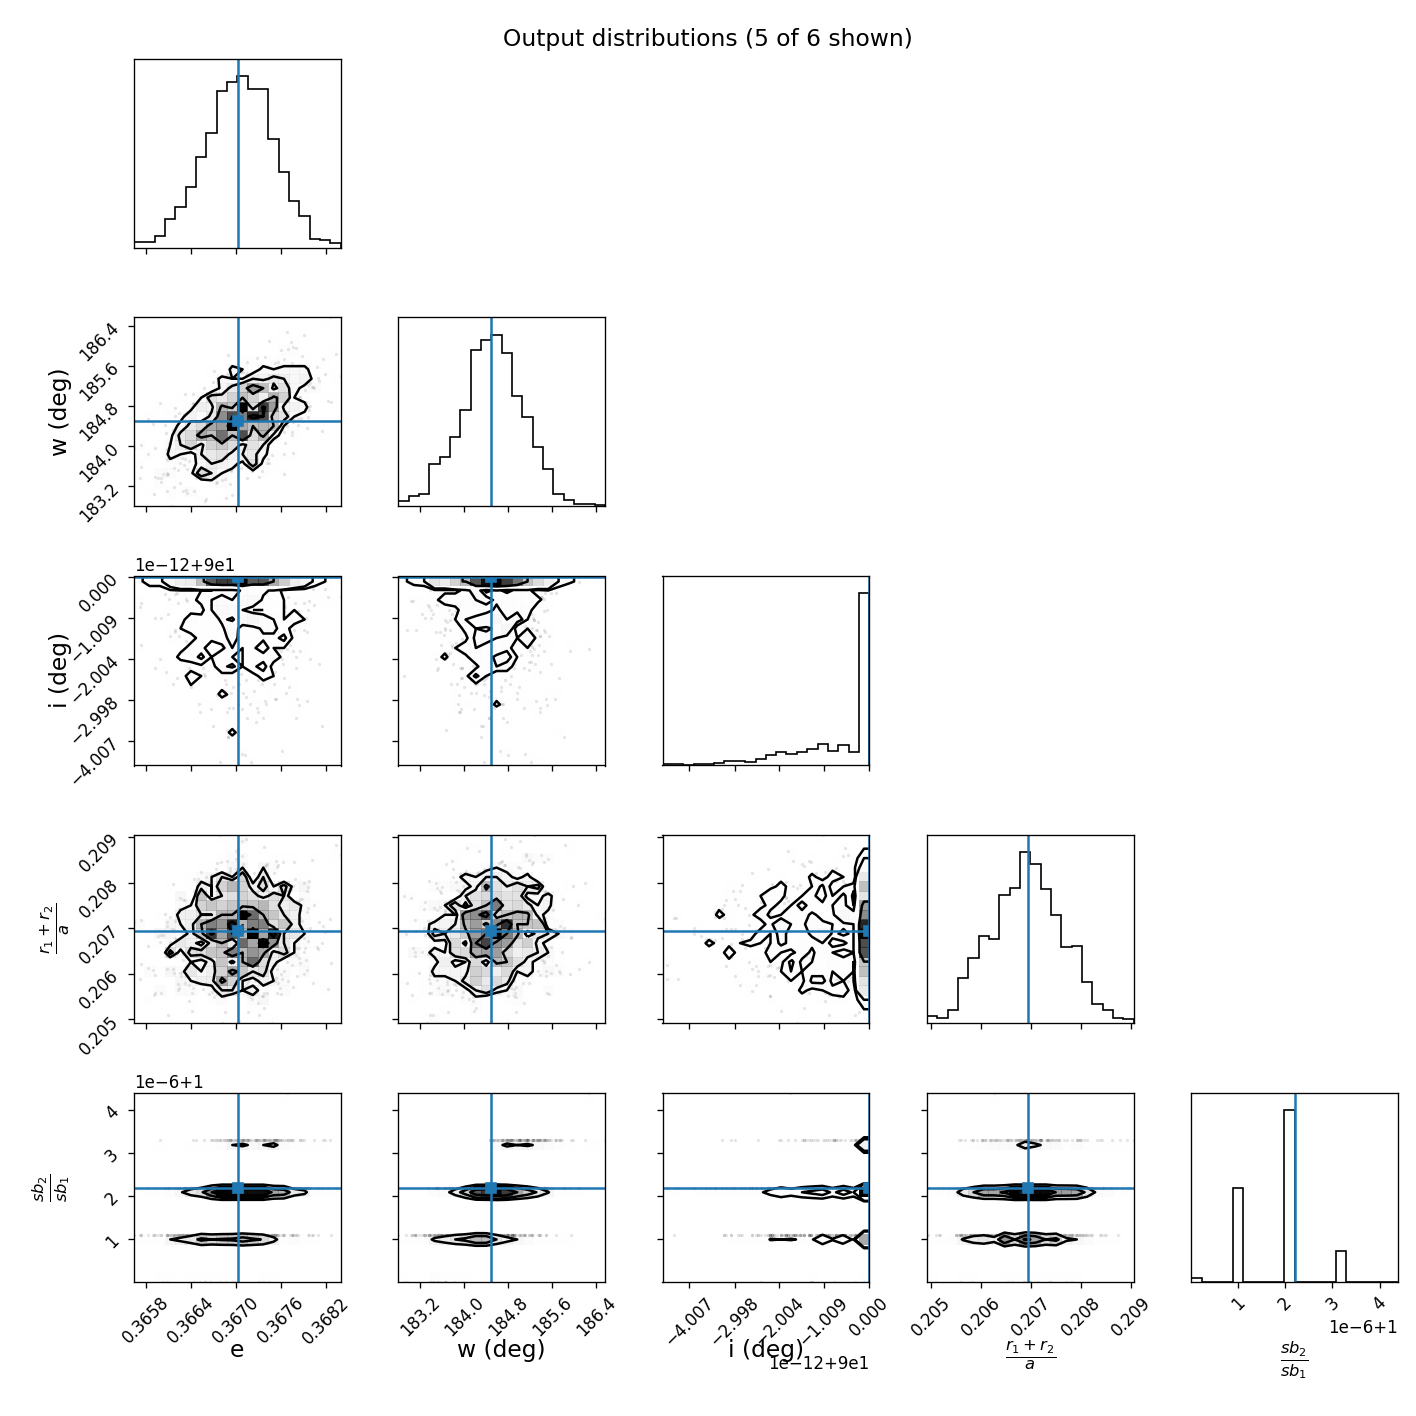 Output distributions (5 of 6 shown)
w (deg)
186.4
185.6
184.8
184.0
183.2
1e−12+9e1
i (deg)
0.000
−1.009
−2.004
−2.998
−4.007
r₁ + r₂
a
0.209
0.208
0.207
0.206
0.205
1e−6+1
sb₂
sb₁
4
3
2
1
0.3658 0.3664 0.3670 0.3676 0.3682
183.2 184.0 184.8 185.6 186.4
−4.007 −2.998 −2.004 −1.009 0.000
0.205 0.206 0.207 0.208 0.209
1 2 3 4
1e−6+1
e
w (deg)
i (deg)
1e−12+9e1
r₁ + r₂
a
sb₂
sb₁